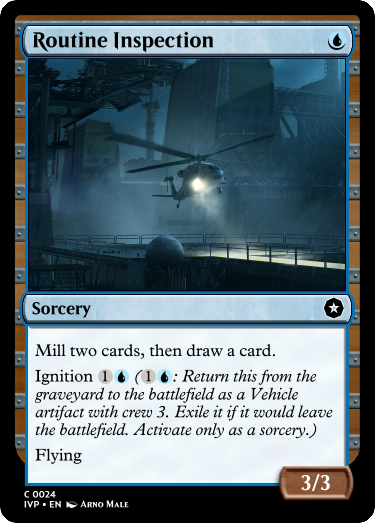 Routine Inspection
Sorcery
Mill two cards, then draw a card.
Ignition 1 (1: Return this from the
graveyard to the battlefield as a Vehicle
artifact with crew 3. Exile it if it would leave
the battlefield. Activate only as a sorcery.)
Flying
3/3
C 0024
IVP • EN Arno Male